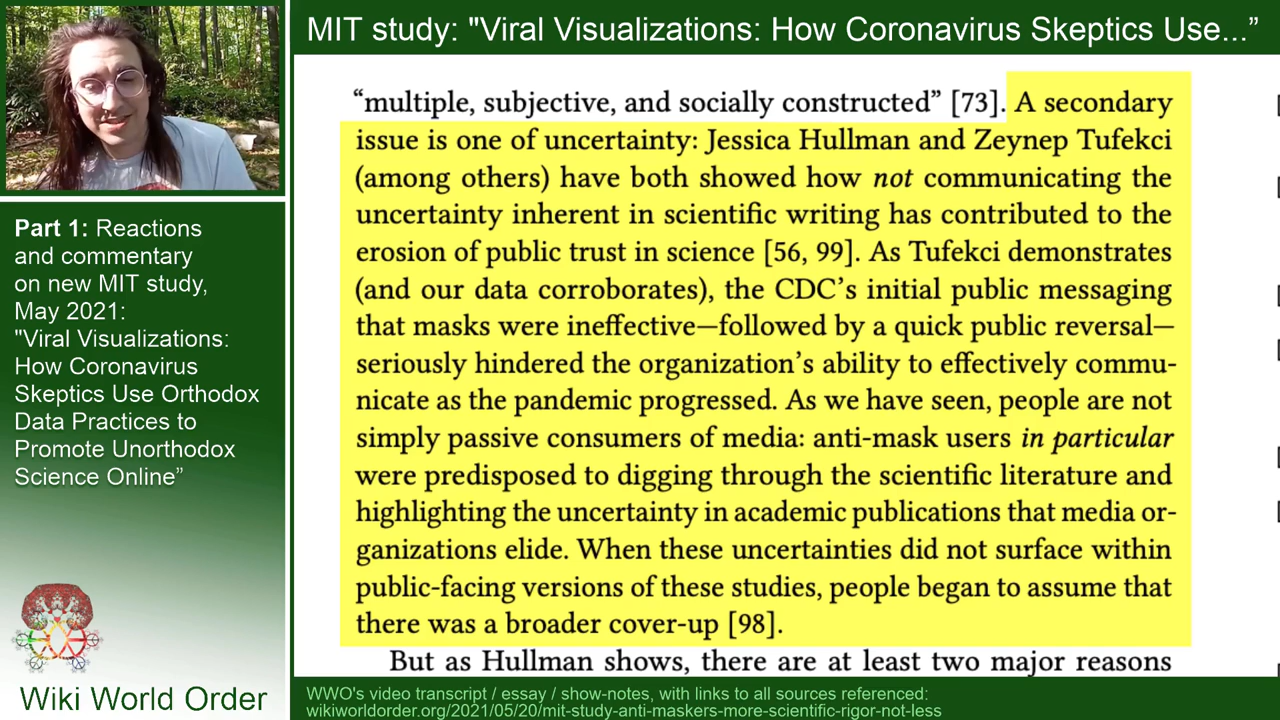 MIT study: "Viral Visualizations: How Coronavirus Skeptics Use...”
Part 1: Reactions
and commentary
on new MIT study,
May 2021:
"Viral Visualizations:
How Coronavirus
Skeptics Use Orthodox
Data Practices to
Promote Unorthodox
Science Online”
Wiki World Order
“multiple, subjective, and socially constructed” [73]. A secondary
issue is one of uncertainty: Jessica Hullman and Zeynep Tufekci
(among others) have both showed how not communicating the
uncertainty inherent in scientific writing has contributed to the
erosion of public trust in science [56, 99]. As Tufekci demonstrates
(and our data corroborates), the CDC’s initial public messaging
that masks were ineffective—followed by a quick public reversal—
seriously hindered the organization’s ability to effectively commu-
nicate as the pandemic progressed. As we have seen, people are not
simply passive consumers of media: anti-mask users in particular
were predisposed to digging through the scientific literature and
highlighting the uncertainty in academic publications that media or-
ganizations elide. When these uncertainties did not surface within
public-facing versions of these studies, people began to assume that
there was a broader cover-up [98].
But as Hullman shows, there are at least two major reasons
WWO's video transcript / essay / show-notes, with links to all sources referenced:
wikiworldorder.org/2021/05/20/mit-study-anti-maskers-more-scientific-rigor-not-less